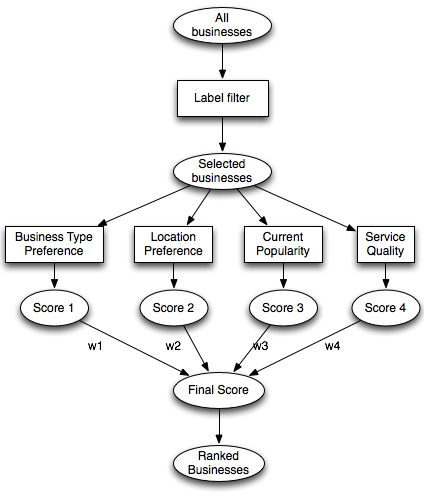 All
businesses
Label filter
Selected
businesses
Business Type
Preference
Location
Preference
Current
Popularity
Service
Quality
Score 1
Score 2
Score 3
Score 4
w1
w2
w3
w4
Final Score
Ranked
Businesses